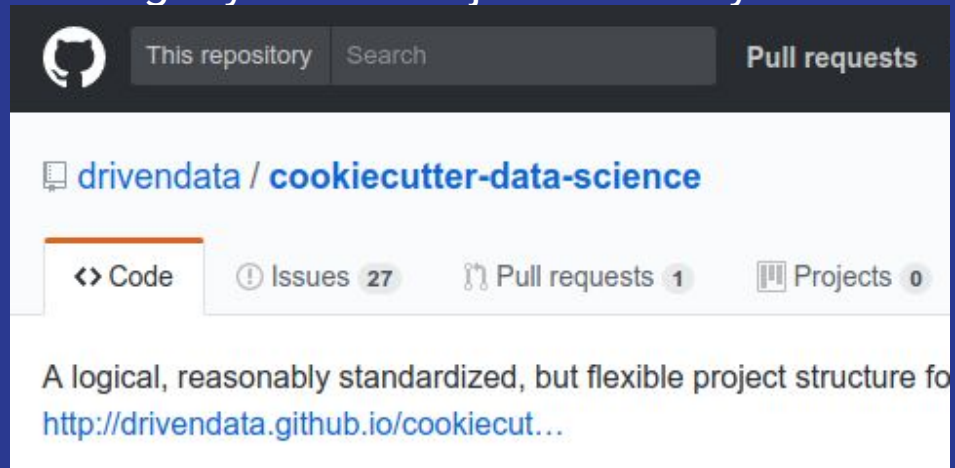 This repository Search Pull requests
drivendata / cookiecutter-data-science
<> Code Issues 27 Pull requests 1 Projects 0
A logical, reasonably standardized, but flexible project structure fo
http://drivendata.github.io/cookiecut…